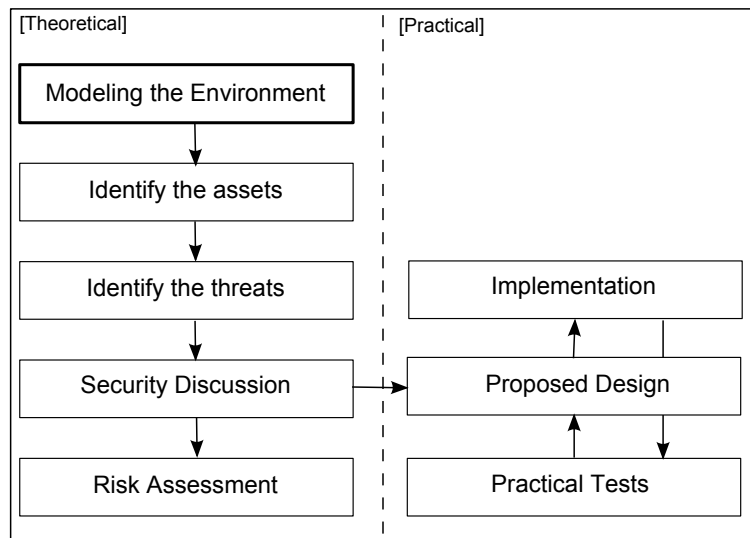 [Theoretical]
[Practical]
Modeling the Environment
Identify the assets
Identify the threats
Security Discussion
Risk Assessment
Implementation
Proposed Design
Practical Tests